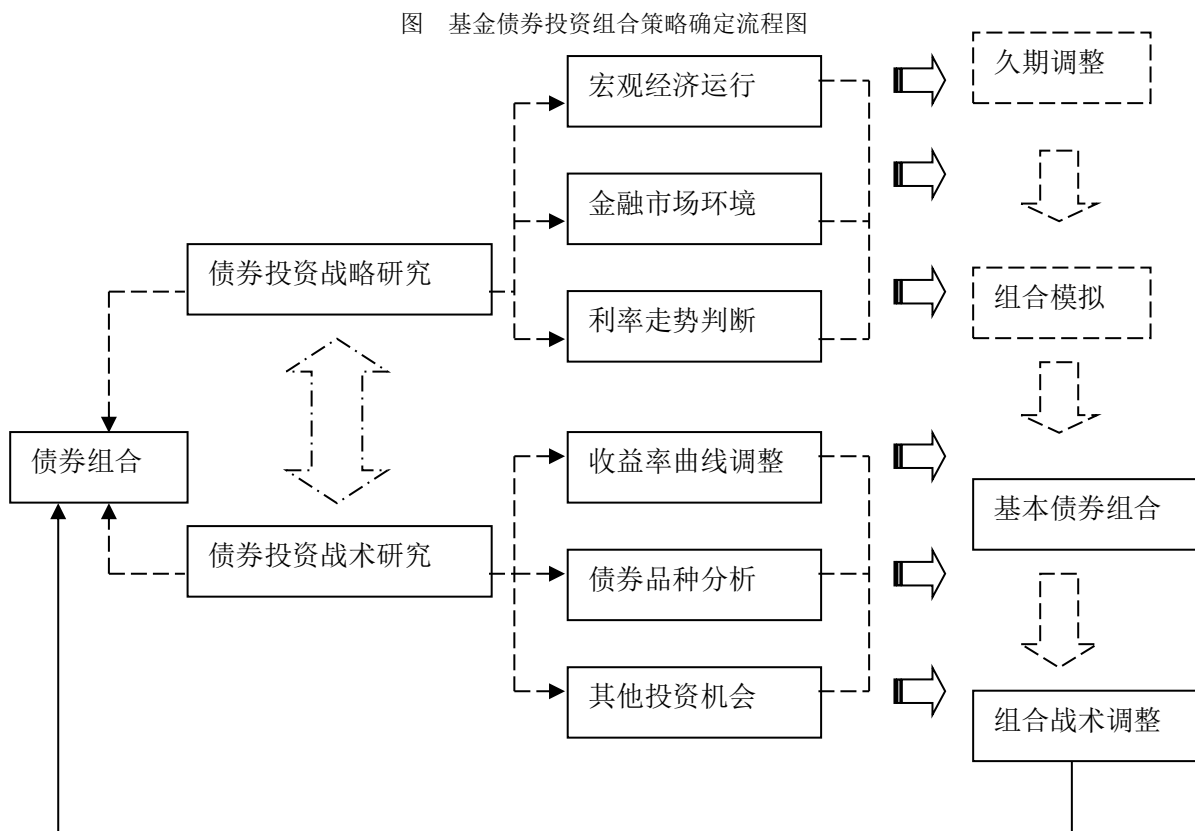 图　基金债券投资组合策略确定流程图
宏观经济运行
久期调整
金融市场环境
债券投资战略研究
利率走势判断
组合模拟
债券组合
收益率曲线调整
基本债券组合
债券投资战术研究
债券品种分析
其他投资机会
组合战术调整